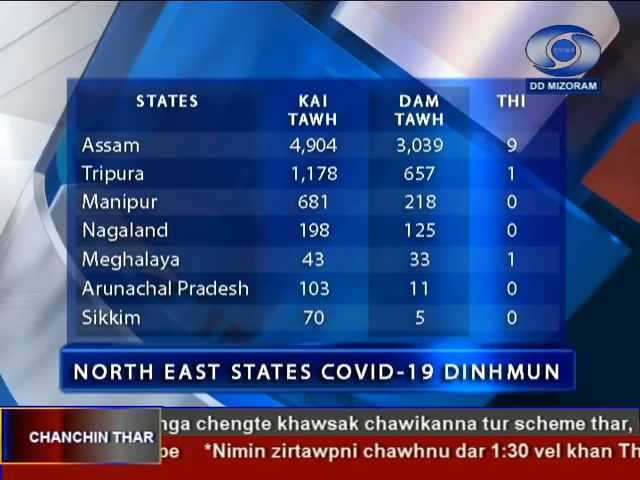 DD MIZORAM
STATES KAI TAWH DAM TAWH THI
Assam 4,904 3,039 9
Tripura 1,178 657 1
Manipur 681 218 0
Nagaland 198 125 0
Meghalaya 43 33 1
Arunachal Pradesh 103 11 0
Sikkim 70 5 0
NORTH EAST STATES COVID-19 DINHMUN
CHANCHIN THAR
nga chengte khawsak chawikanna tur scheme thar,
pe *Nimin zirtawpni chawhnu dar 1:30 vel khan Th